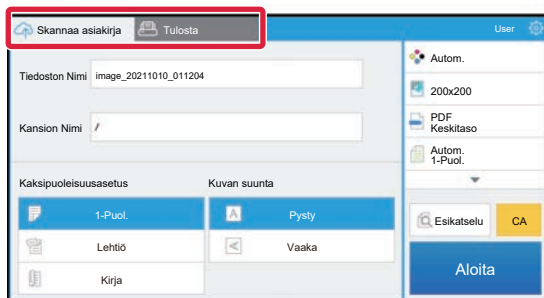 Skannaa asiakirja
Tulosta
User
Tiedoston Nimi
image_20211010_011204
Kansion Nimi
/
Kaksipuoleisuusasetus
Kuvan suunta
1-Puol.
A
Pysty
Lehtiö
A
Vaaka
Kirja
Autom.
200x200
PDF
Keskitaso
Autom.
1-Puol.
Esikatselu
CA
Aloita